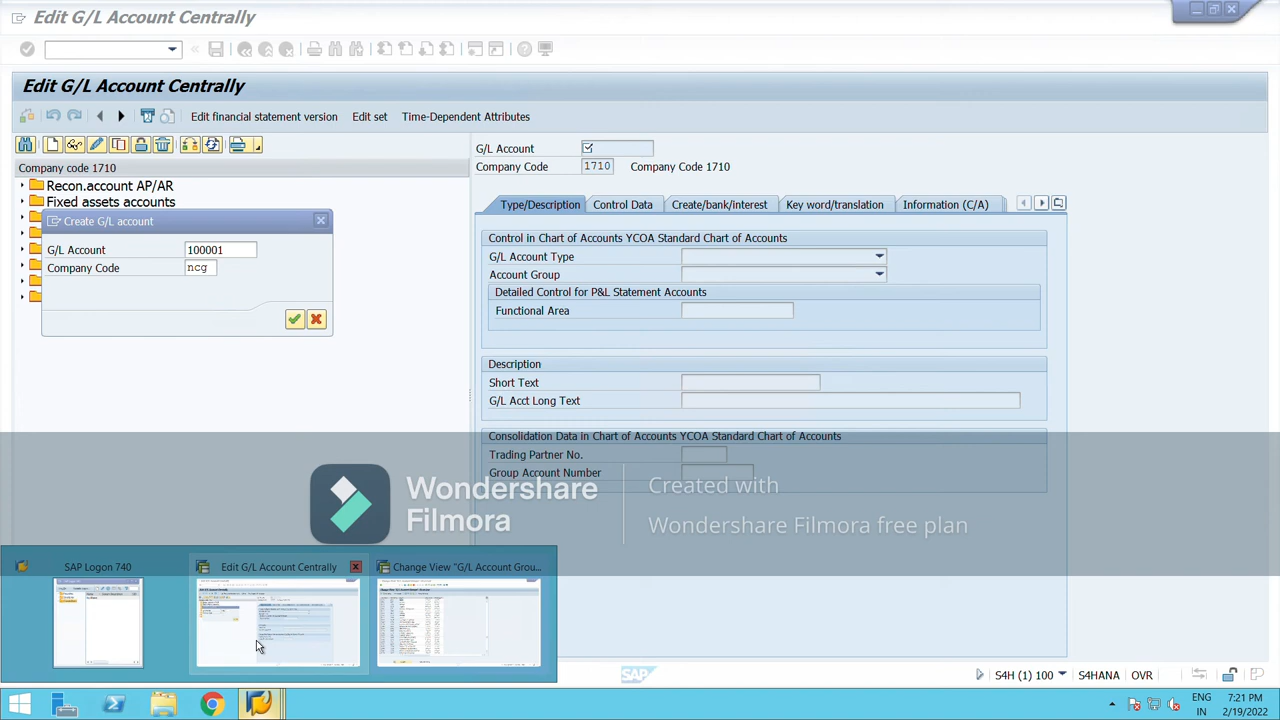 Edit G/L Account Centrally
Edit G/L Account Centrally
Edit financial statement version Edit set Time-Dependent Attributes
G/L Account
Company Code 1710 Company Code 1710
Company code 1710
Recon.account AP/AR
Fixed assets accounts
Create G/L account
G/L Account 100001
Company Code ncg
Type/Description Control Data Create/bank/interest Key word/translation Information (C/A)
Control in Chart of Accounts YCOA Standard Chart of Accounts
G/L Account Type
Account Group
Detailed Control for P&L Statement Accounts
Functional Area
Description
Short Text
G/L Acct Long Text
Consolidation Data in Chart of Accounts YCOA Standard Chart of Accounts
Trading Partner No.
Group Account Number
Wondershare
Filmora
Created with
Wondershare Filmora free plan
SAP Logon 740 Edit G/L Account Centrally Change View "G/L Account Grou...
SAP
S4H (1) 100 S4HANA OVR
ENG 7:21 PM
IN 2/19/2022